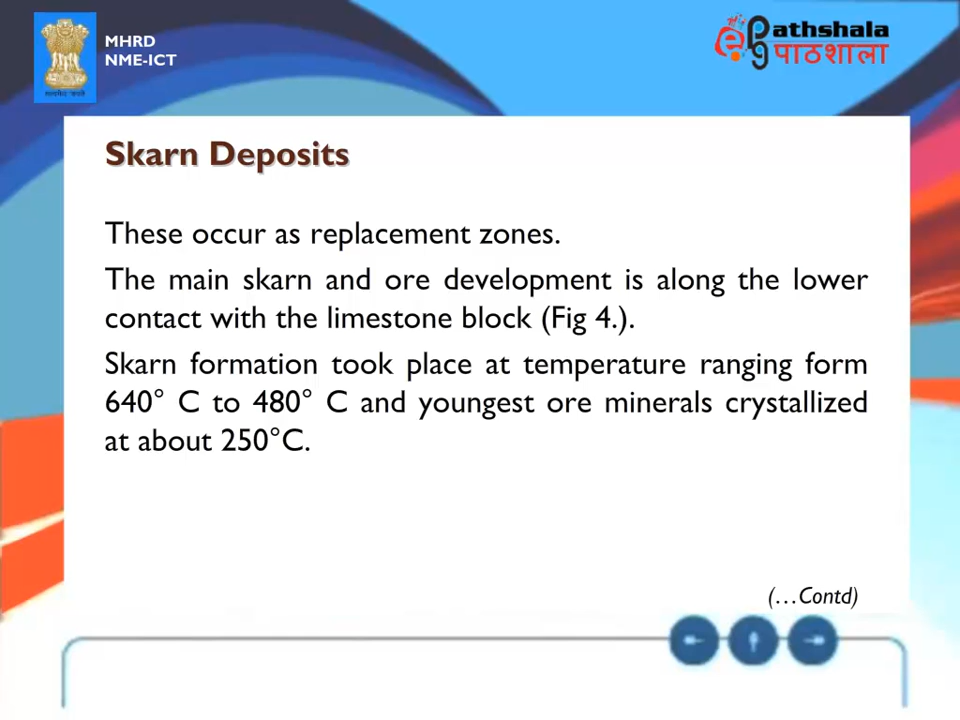 MHRD
NME-ICT
e pg Pathshala
पाठशाला
Skarn Deposits
These occur as replacement zones.
The main skarn and ore development is along the lower
contact with the limestone block (Fig 4.).
Skarn formation took place at temperature ranging form
640° C to 480° C and youngest ore minerals crystallized
at about 250°C.
(…Contd)